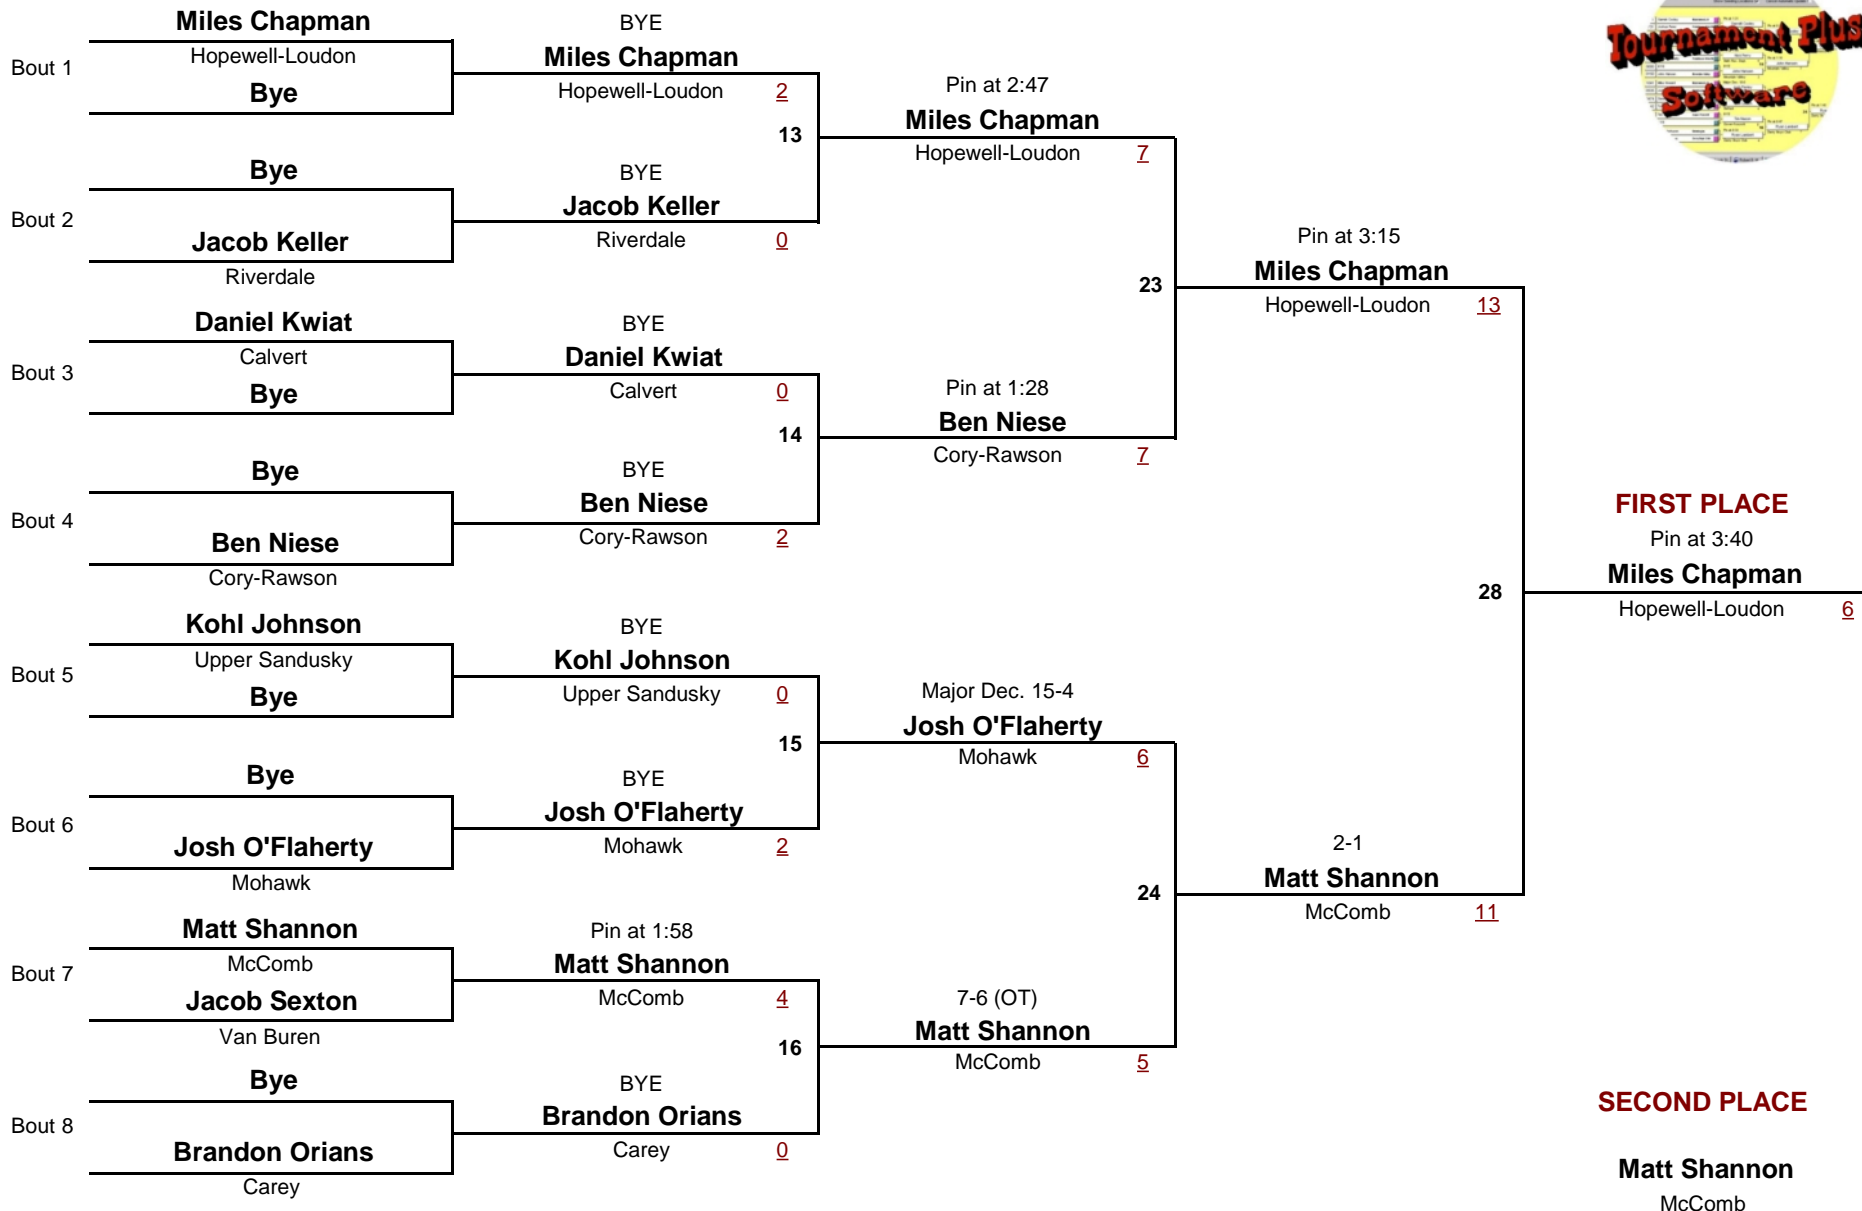 Tournament Plus
Software
Bout 1
Miles Chapman
Hopewell-Loudon
Bye
Bout 2
Bye
Jacob Keller
Riverdale
Bout 3
Daniel Kwiat
Calvert
Bye
Bout 4
Bye
Ben Niese
Cory-Rawson
Bout 5
Kohl Johnson
Upper Sandusky
Bye
Bout 6
Bye
Josh O'Flaherty
Mohawk
Bout 7
Matt Shannon
McComb
Jacob Sexton
Van Buren
Bout 8
Bye
Brandon Orians
Carey
BYE
Miles Chapman
Hopewell-Loudon 2
13
BYE
Jacob Keller
Riverdale 0
BYE
Daniel Kwiat
Calvert 0
14
BYE
Ben Niese
Cory-Rawson 2
BYE
Kohl Johnson
Upper Sandusky 0
15
BYE
Josh O'Flaherty
Mohawk 2
Pin at 1:58
Matt Shannon
McComb 4
16
BYE
Brandon Orians
Carey 0
Pin at 2:47
Miles Chapman
Hopewell-Loudon 7
23
Pin at 1:28
Ben Niese
Cory-Rawson 7
Major Dec. 15-4
Josh O'Flaherty
Mohawk 6
24
7-6 (OT)
Matt Shannon
McComb 5
Pin at 3:15
Miles Chapman
Hopewell-Loudon 13
28
2-1
Matt Shannon
McComb 11
FIRST PLACE
Pin at 3:40
Miles Chapman
Hopewell-Loudon 6
SECOND PLACE
Matt Shannon
McComb